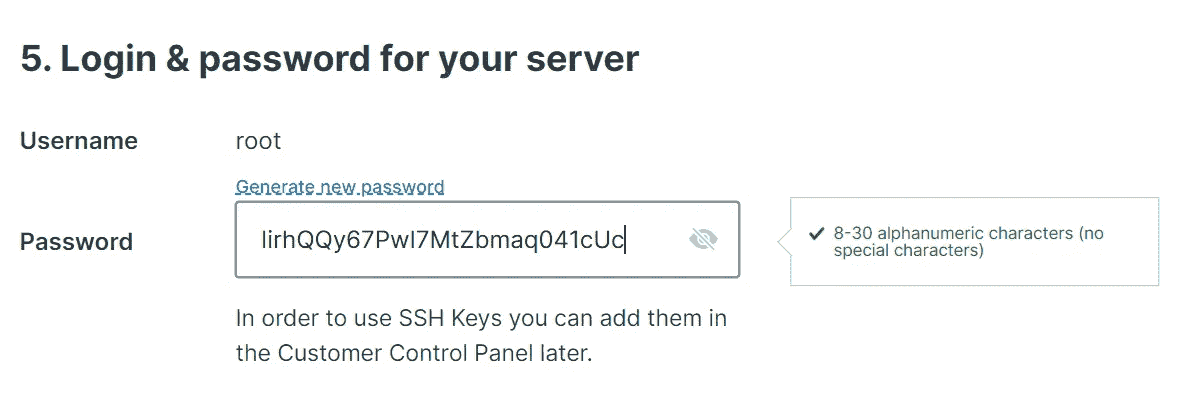 5. Login & password for your server
Username
root
Generate new password
Password
IirhQQy67PwI7MtZbmaq041cUc
8-30 alphanumeric characters (no
special characters)
In order to use SSH Keys you can add them in
the Customer Control Panel later.